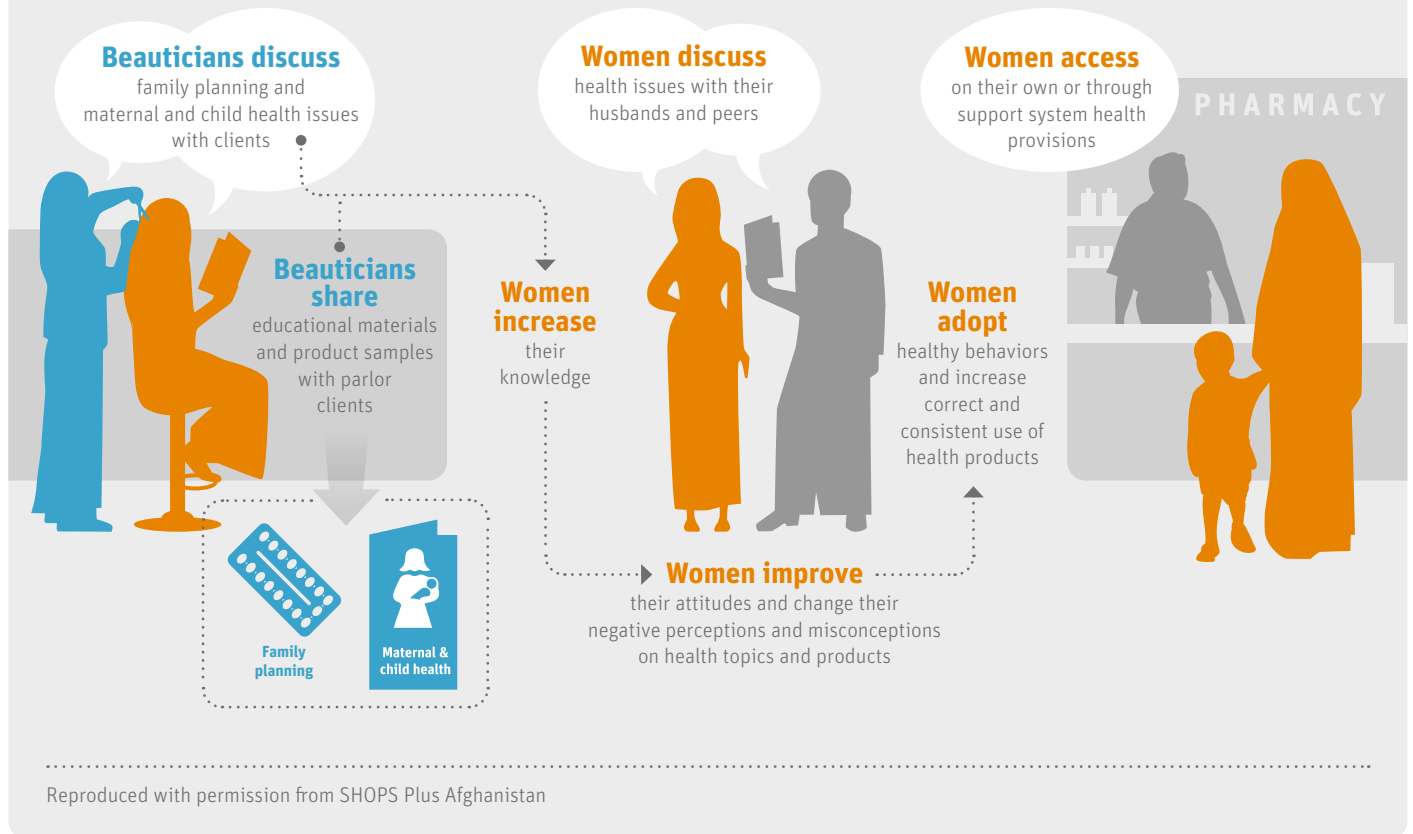 Beauticians discuss
family planning and
maternal and child health issues
with clients
Beauticians
share
educational materials
and product samples
with parlor
clients
Family
planning
Maternal &
child health
Women
increase
their
knowledge
Women discuss
health issues with their
husbands and peers
Women improve
their attitudes and change their
negative perceptions and misconceptions
on health topics and products
Women
adopt
healthy behaviors
and increase
correct and
consistent use of
health products
Women access
on their own or through
support system health
provisions
PHARMACY
Reproduced with permission from SHOPS Plus Afghanistan